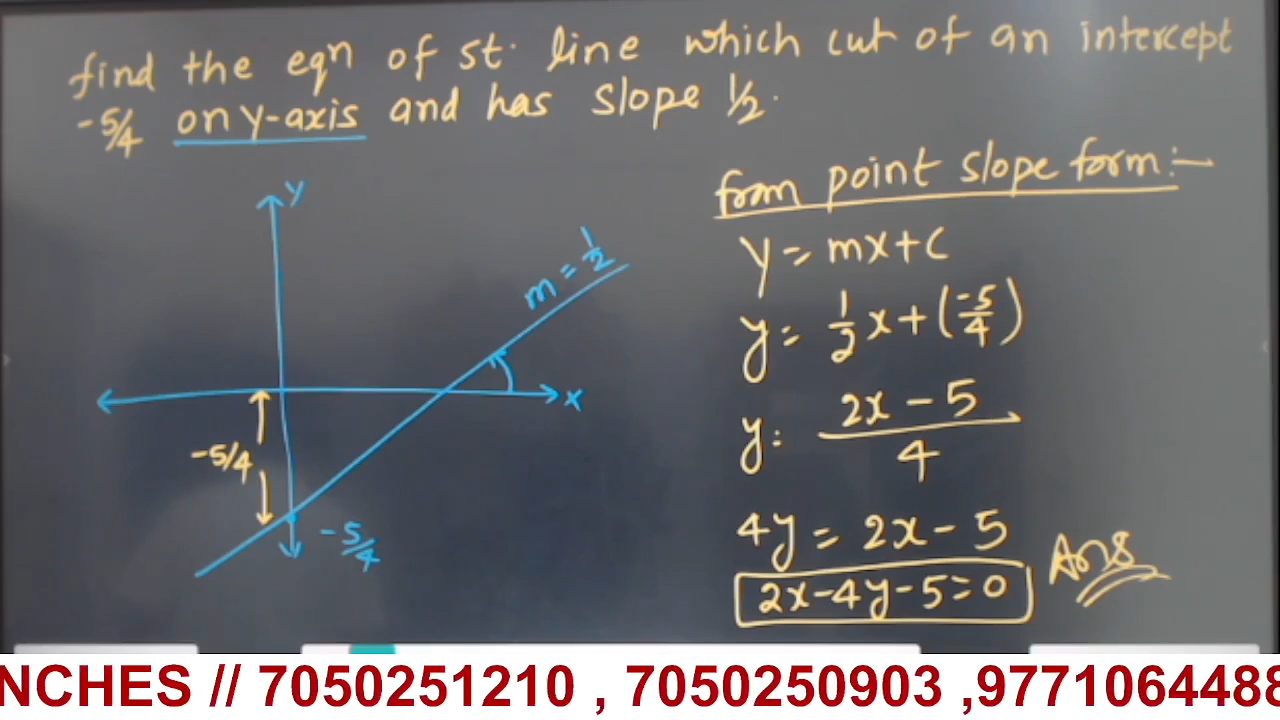 find the eqn of st. line which cut of an intercept
-5/4 on y-axis and has slope 1/2.
from point slope form:-
y = mx+c
y = 1/2 x + (-5/4)
y = 2x - 5 / 4
4y = 2x - 5
2x-4y-5=0 Ans
Y
m = 1/2
x
-5/4
-5/4
NCHES // 7050251210 , 7050250903 ,9771064488